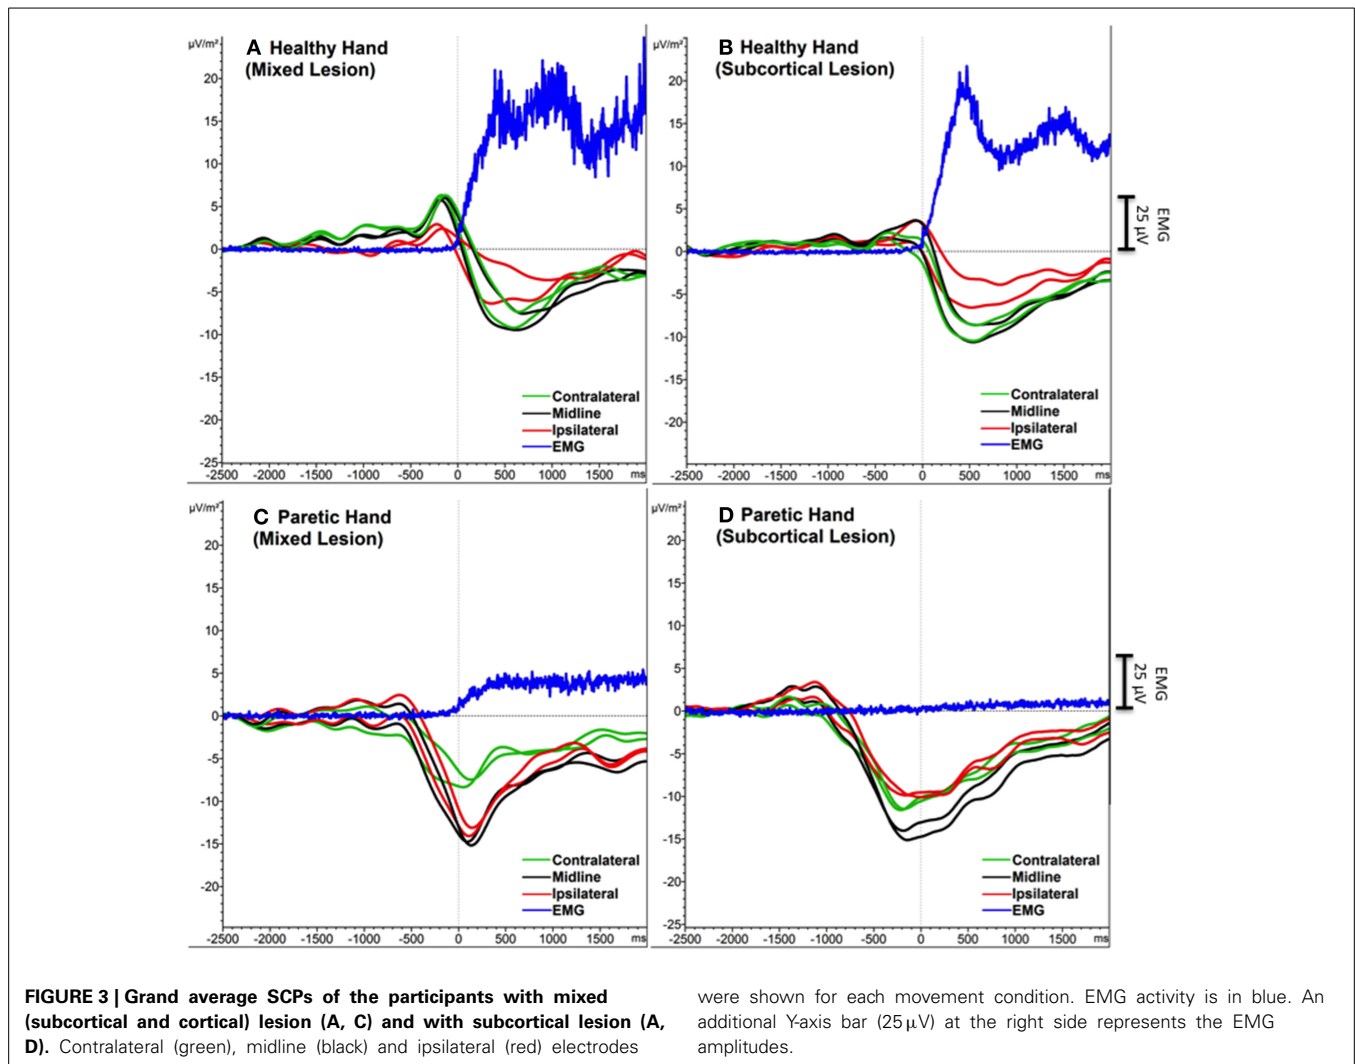 A Healthy Hand
(Mixed Lesion)
µV/m²
20
15
10
5
0
-5
-10
-15
-20
-25
-2500 -2000 -1500 -1000 -500 0 500 1000 1500 ms
Contralateral
Midline
Ipsilateral
EMG
B Healthy Hand
(Subcortical Lesion)
µV/m²
20
15
10
5
0
-5
-10
-15
-20
-2500 -2000 -1500 -1000 -500 0 500 1000 1500 ms
Contralateral
Midline
Ipsilateral
EMG
EMG
25 µV
C Paretic Hand
(Mixed Lesion)
µV/m²
20
15
10
5
0
-5
-10
-15
-20
-2500 -2000 -1500 -1000 -500 0 500 1000 1500 ms
Contralateral
Midline
Ipsilateral
EMG
D Paretic Hand
(Subcortical Lesion)
µV/m²
20
15
10
5
0
-5
-10
-15
-20
-25
-2500 -2000 -1500 -1000 -500 0 500 1000 1500 ms
Contralateral
Midline
Ipsilateral
EMG
EMG
25 µV
FIGURE 3 | Grand average SCPs of the participants with mixed
(subcortical and cortical) lesion (A, C) and with subcortical lesion (A,
D). Contralateral (green), midline (black) and ipsilateral (red) electrodes
were shown for each movement condition. EMG activity is in blue. An
additional Y-axis bar (25 µV) at the right side represents the EMG
amplitudes.